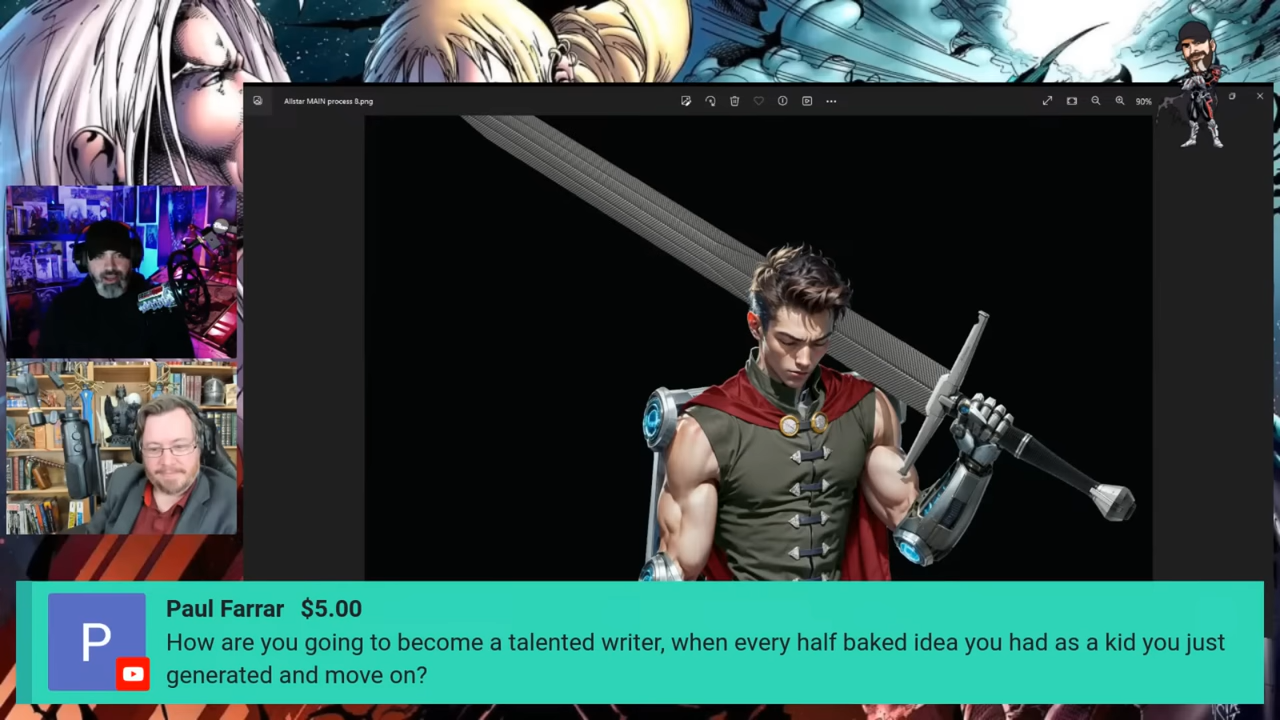 Allstar MAIN process 8.png
90%
Paul Farrar $5.00
P
How are you going to become a talented writer, when every half baked idea you had as a kid you just
generated and move on?